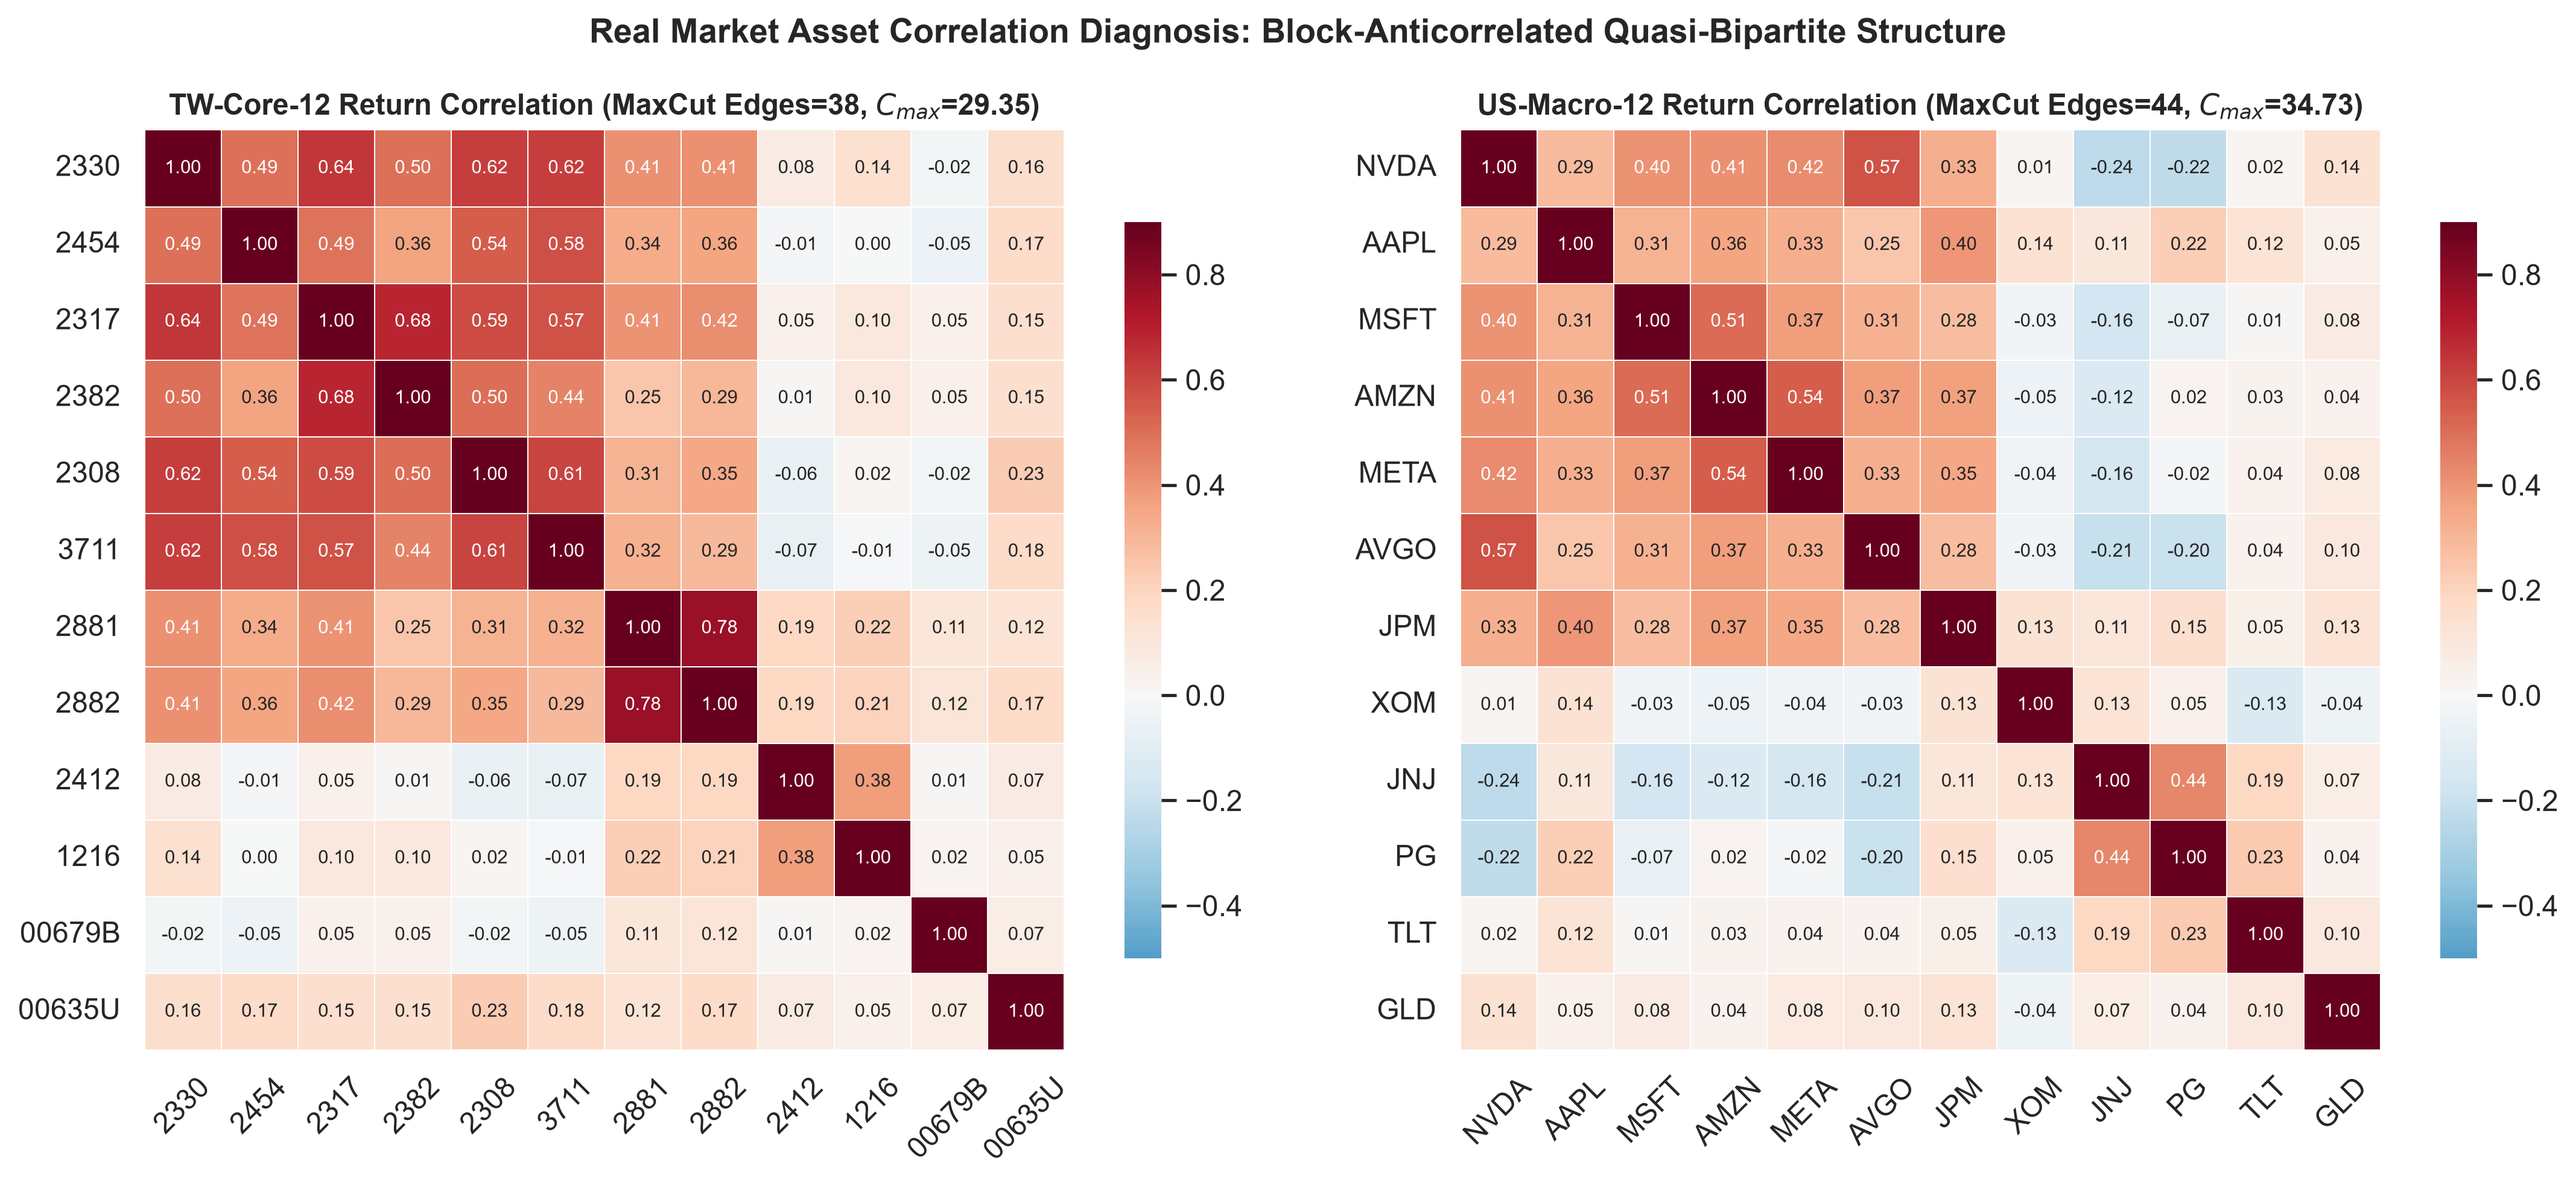 Real Market Asset Correlation Diagnosis: Block-Anticorrelated Quasi-Bipartite Structure
TW-Core-12 Return Correlation (MaxCut Edges=38, C_max=29.35)
2330 1.00 0.49 0.64 0.50 0.62 0.62 0.41 0.41 0.08 0.14 -0.02 0.16
2454 0.49 1.00 0.49 0.36 0.54 0.58 0.34 0.36 -0.01 0.00 -0.05 0.17
2317 0.64 0.49 1.00 0.68 0.59 0.57 0.41 0.42 0.05 0.10 0.05 0.15
2382 0.50 0.36 0.68 1.00 0.50 0.44 0.25 0.29 0.01 0.10 0.05 0.15
2308 0.62 0.54 0.59 0.50 1.00 0.61 0.31 0.35 -0.06 0.02 -0.02 0.23
3711 0.62 0.58 0.57 0.44 0.61 1.00 0.32 0.29 -0.07 -0.01 -0.05 0.18
2881 0.41 0.34 0.41 0.25 0.31 0.32 1.00 0.78 0.19 0.22 0.11 0.12
2882 0.41 0.36 0.42 0.29 0.35 0.29 0.78 1.00 0.19 0.21 0.12 0.17
2412 0.08 -0.01 0.05 0.01 -0.06 -0.07 0.19 0.19 1.00 0.38 0.01 0.07
1216 0.14 0.00 0.10 0.10 0.02 -0.01 0.22 0.21 0.38 1.00 0.02 0.05
00679B -0.02 -0.05 0.05 0.05 -0.02 -0.05 0.11 0.12 0.01 0.02 1.00 0.07
00635U 0.16 0.17 0.15 0.15 0.23 0.18 0.12 0.17 0.07 0.05 0.07 1.00
2330 2454 2317 2382 2308 3711 2881 2882 2412 1216 00679B 00635U
0.8
0.6
0.4
0.2
0.0
−0.2
−0.4
US-Macro-12 Return Correlation (MaxCut Edges=44, C_max=34.73)
NVDA 1.00 0.29 0.40 0.41 0.42 0.57 0.33 0.01 -0.24 -0.22 0.02 0.14
AAPL 0.29 1.00 0.31 0.36 0.33 0.25 0.40 0.14 0.11 0.22 0.12 0.05
MSFT 0.40 0.31 1.00 0.51 0.37 0.31 0.28 -0.03 -0.16 -0.07 0.01 0.08
AMZN 0.41 0.36 0.51 1.00 0.54 0.37 0.37 -0.05 -0.12 0.02 0.03 0.04
META 0.42 0.33 0.37 0.54 1.00 0.33 0.35 -0.04 -0.16 -0.02 0.04 0.08
AVGO 0.57 0.25 0.31 0.37 0.33 1.00 0.28 -0.03 -0.21 -0.20 0.04 0.10
JPM 0.33 0.40 0.28 0.37 0.35 0.28 1.00 0.13 0.11 0.15 0.05 0.13
XOM 0.01 0.14 -0.03 -0.05 -0.04 -0.03 0.13 1.00 0.13 0.05 -0.13 -0.04
JNJ -0.24 0.11 -0.16 -0.12 -0.16 -0.21 0.11 0.13 1.00 0.44 0.19 0.07
PG -0.22 0.22 -0.07 0.02 -0.02 -0.20 0.15 0.05 0.44 1.00 0.23 0.04
TLT 0.02 0.12 0.01 0.03 0.04 0.04 0.05 -0.13 0.19 0.23 1.00 0.10
GLD 0.14 0.05 0.08 0.04 0.08 0.10 0.13 -0.04 0.07 0.04 0.10 1.00
NVDA AAPL MSFT AMZN META AVGO JPM XOM JNJ PG TLT GLD
0.8
0.6
0.4
0.2
0.0
−0.2
−0.4